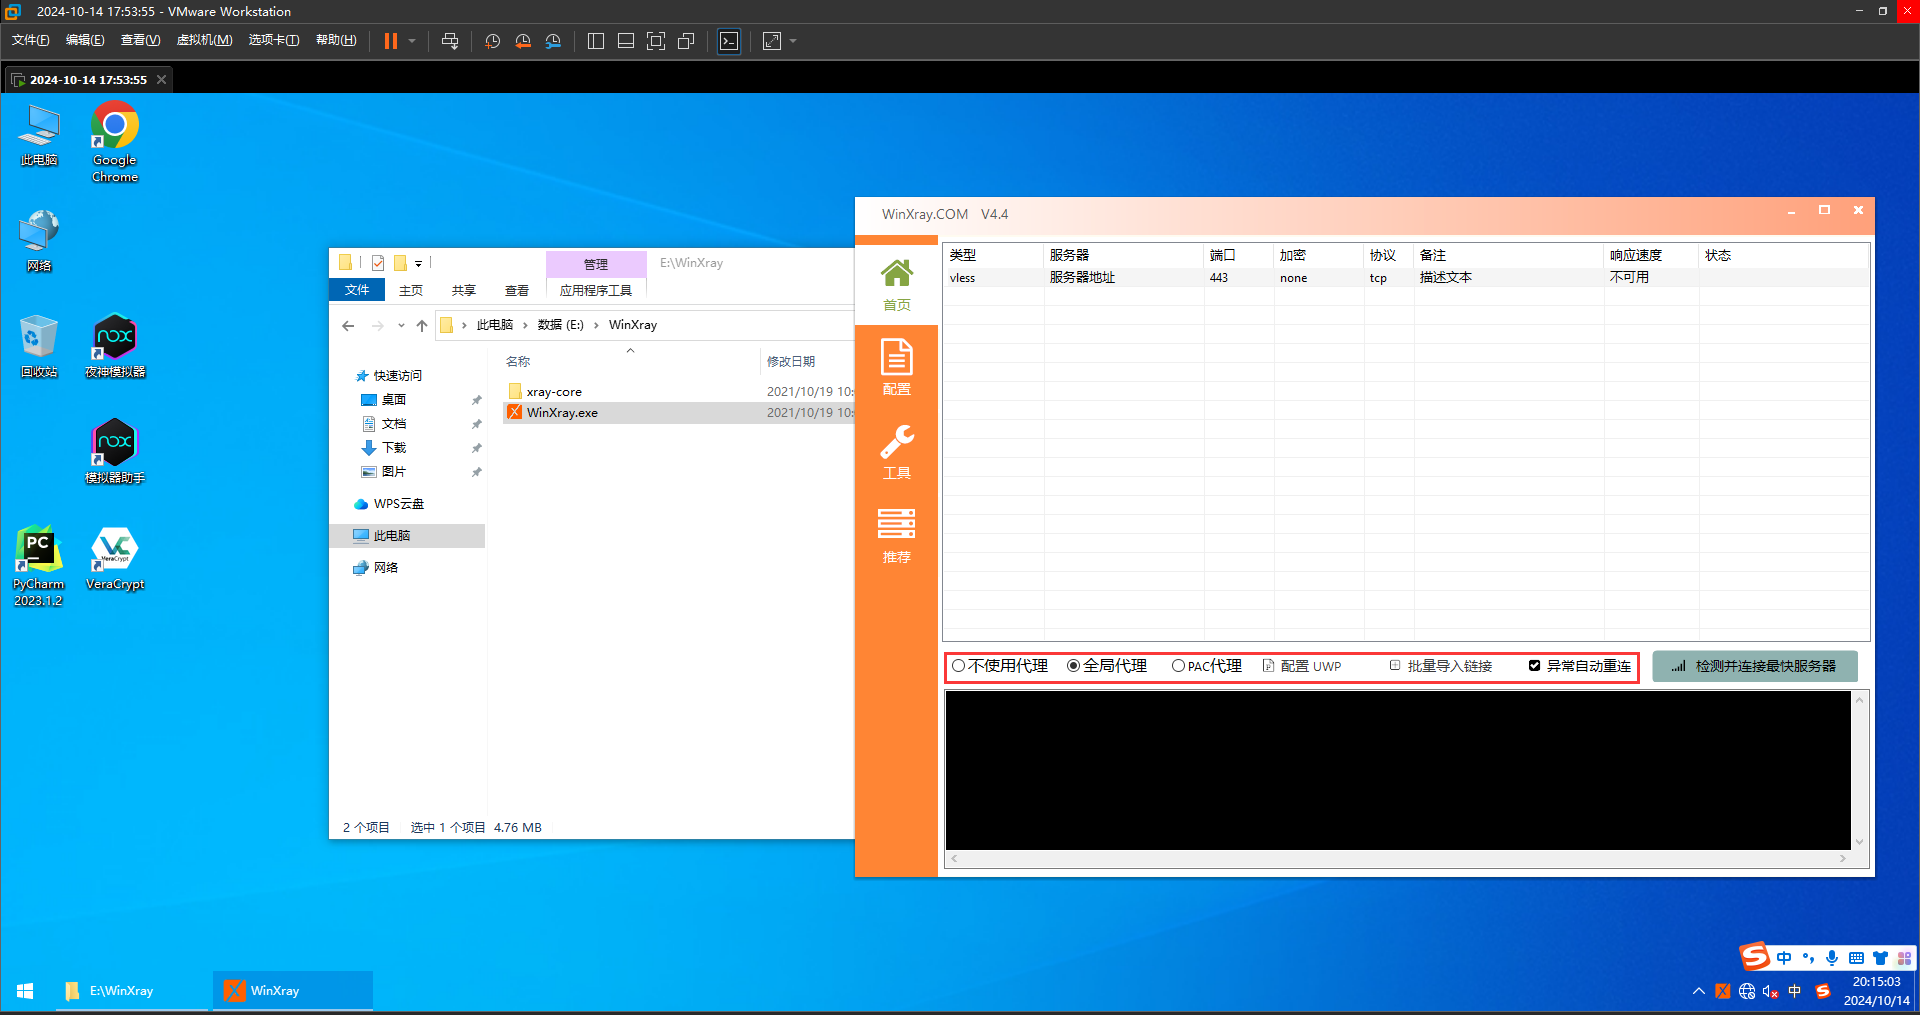 2024-10-14 17:53:55 - VMware Workstation
文件(F) 编辑(E) 查看(V) 虚拟机(M) 选项卡(T) 帮助(H)
2024-10-14 17:53:55
此电脑
Google Chrome
网络
回收站
夜神模拟器
模拟器助手
PyCharm 2023.1.2
VeraCrypt
管理 E:\WinXray
文件 主页 共享 查看 应用程序工具
此电脑 数据 (E:) WinXray
名称 修改日期
快速访问
桌面
文档
下载
图片
WPS云盘
此电脑
网络
xray-core 2021/10/19 10:
WinXray.exe 2021/10/19 10:
2 个项目 选中 1 个项目 4.76 MB
WinXray.COM V4.4
首页
配置
工具
推荐
类型 服务器 端口 加密 协议 备注 响应速度 状态
vless 服务器地址 443 none tcp 描述文本 不可用
不使用代理 全局代理 PAC代理 配置 UWP 批量导入链接 异常自动重连 检测并连接最快服务器
中
E:\WinXray WinXray
中
20:15:03
2024/10/14